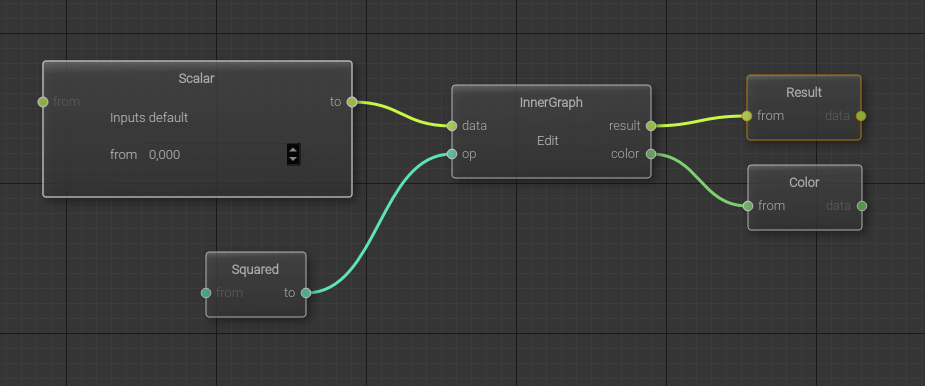 Scalar
from to
Inputs default
from 0,000
InnerGraph
data result
Edit
op color
Result
from data
Color
from data
Squared
from to